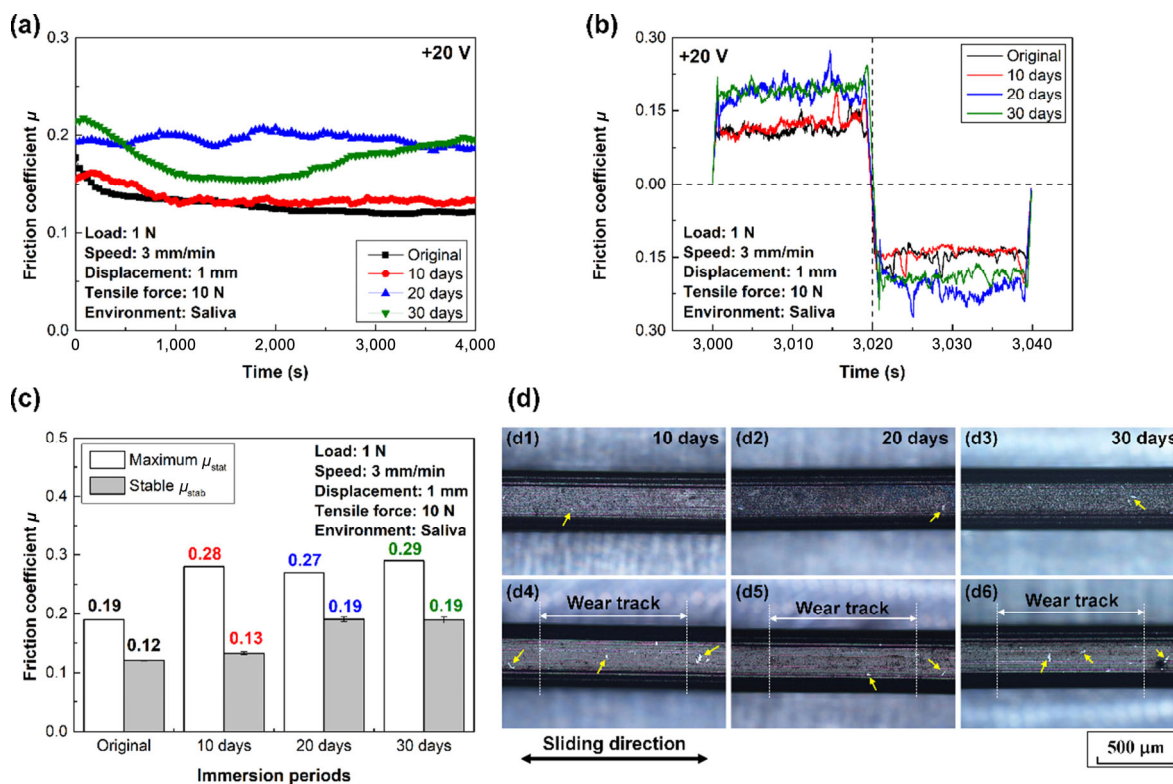 (a)
+20 V
Friction coefficient μ
0.3
0.2
0.1
0.0
Load: 1 N
Speed: 3 mm/min
Displacement: 1 mm
Tensile force: 10 N
Environment: Saliva
Original
10 days
20 days
30 days
0
1,000
2,000
3,000
4,000
Time (s)
(b)
+20 V
Friction coefficient μ
0.30
0.15
0.00
0.15
0.30
Original
10 days
20 days
30 days
Load: 1 N
Speed: 3 mm/min
Displacement: 1 mm
Tensile force: 10 N
Environment: Saliva
3,000
3,010
3,020
3,030
3,040
Time (s)
(c)
Friction coefficient μ
0.5
0.4
0.3
0.2
0.1
0.0
Maximum μstat
Stable μstab
Load: 1 N
Speed: 3 mm/min
Displacement: 1 mm
Tensile force: 10 N
Environment: Saliva
0.19
0.12
0.28
0.13
0.27
0.19
0.29
0.19
Original
10 days
20 days
30 days
Immersion periods
(d)
(d1)
10 days
(d2)
20 days
(d3)
30 days
(d4)
Wear track
(d5)
Wear track
(d6)
Wear track
Sliding direction
500 μm